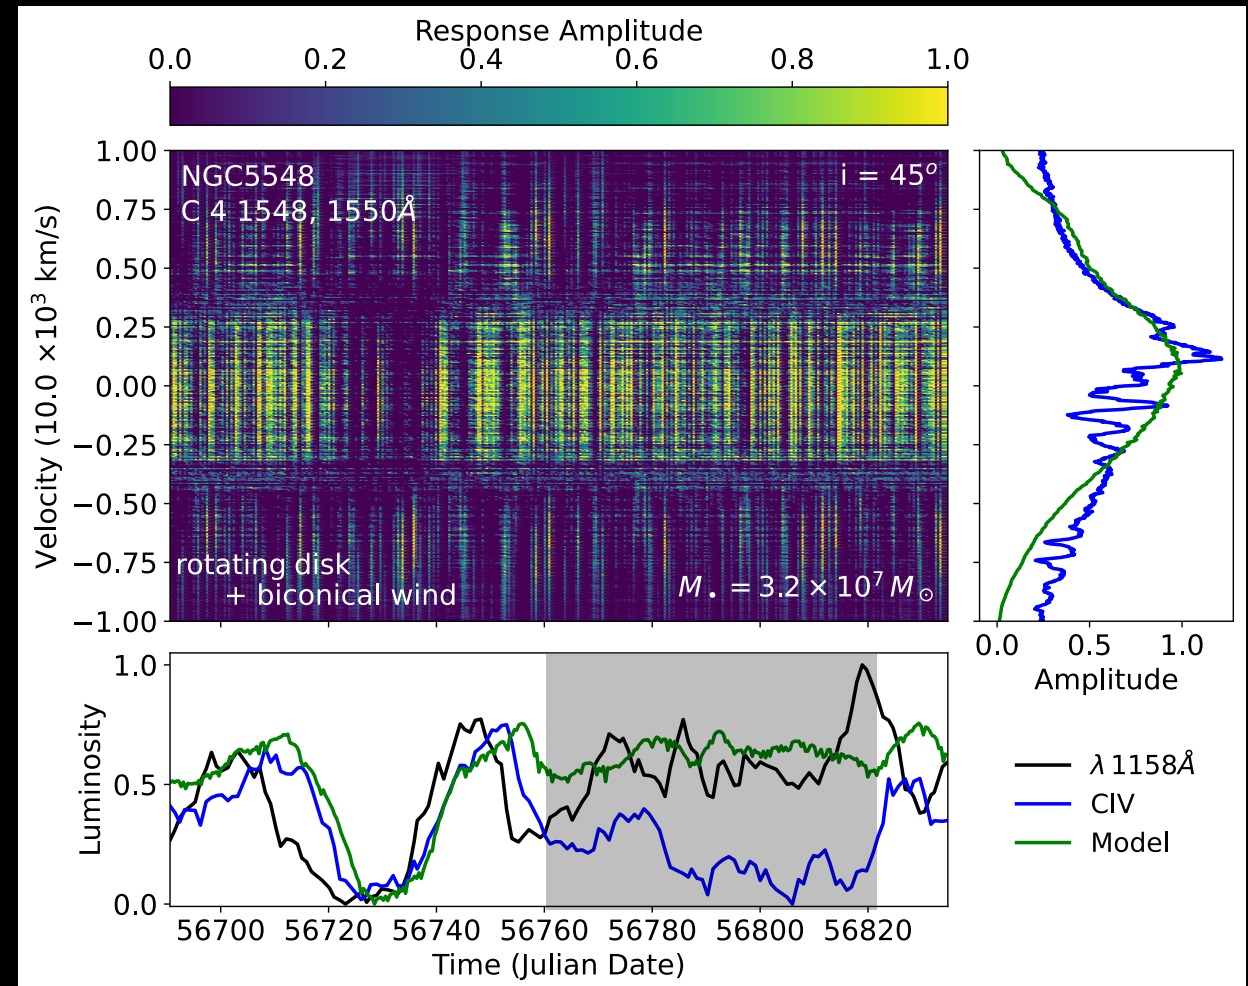 Response Amplitude
0.0 0.2 0.4 0.6 0.8 1.0
NGC5548
C 4 1548, 1550Å
i = 45°
rotating disk
+ biconical wind
M• = 3.2 × 10⁷ M⊙
Velocity (10.0 ×10³ km/s)
1.00
0.75
0.50
0.25
0.00
−0.25
−0.50
−0.75
−1.00
0.0 0.5 1.0
Amplitude
Luminosity
1.0
0.5
0.0
56700 56720 56740 56760 56780 56800 56820
Time (Julian Date)
λ 1158Å
CIV
Model